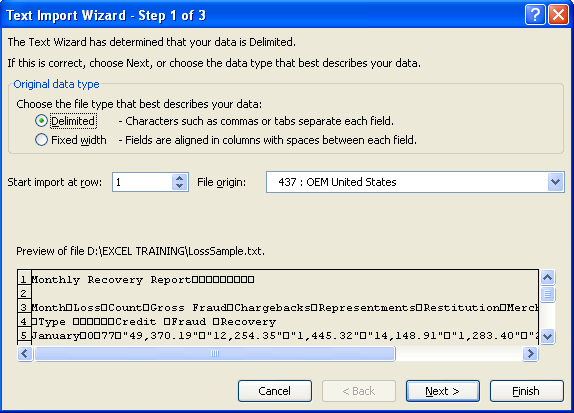 Text Import Wizard - Step 1 of 3
The Text Wizard has determined that your data is Delimited.
If this is correct, choose Next, or choose the data type that best describes your data.
Original data type
Choose the file type that best describes your data:
Delimited - Characters such as commas or tabs separate each field.
Fixed width - Fields are aligned in columns with spaces between each field.
Start import at row: 1 File origin: 437 : OEM United States
Preview of file D:\EXCEL TRAINING\LossSample.txt.
1 Monthly Recovery Report□□□□□□□□□
2
3 Month□Loss□Count□Gross Fraud□Chargebacks□Representments□Restitution□Merch
4 □Type □□□□□□Credit □Fraud □Recovery
5 January□0□77□"49,370.19"□"12,254.35"□"1,445.32"□"14,148.91"□"1,283.40"□"2
Cancel < Back Next > Finish